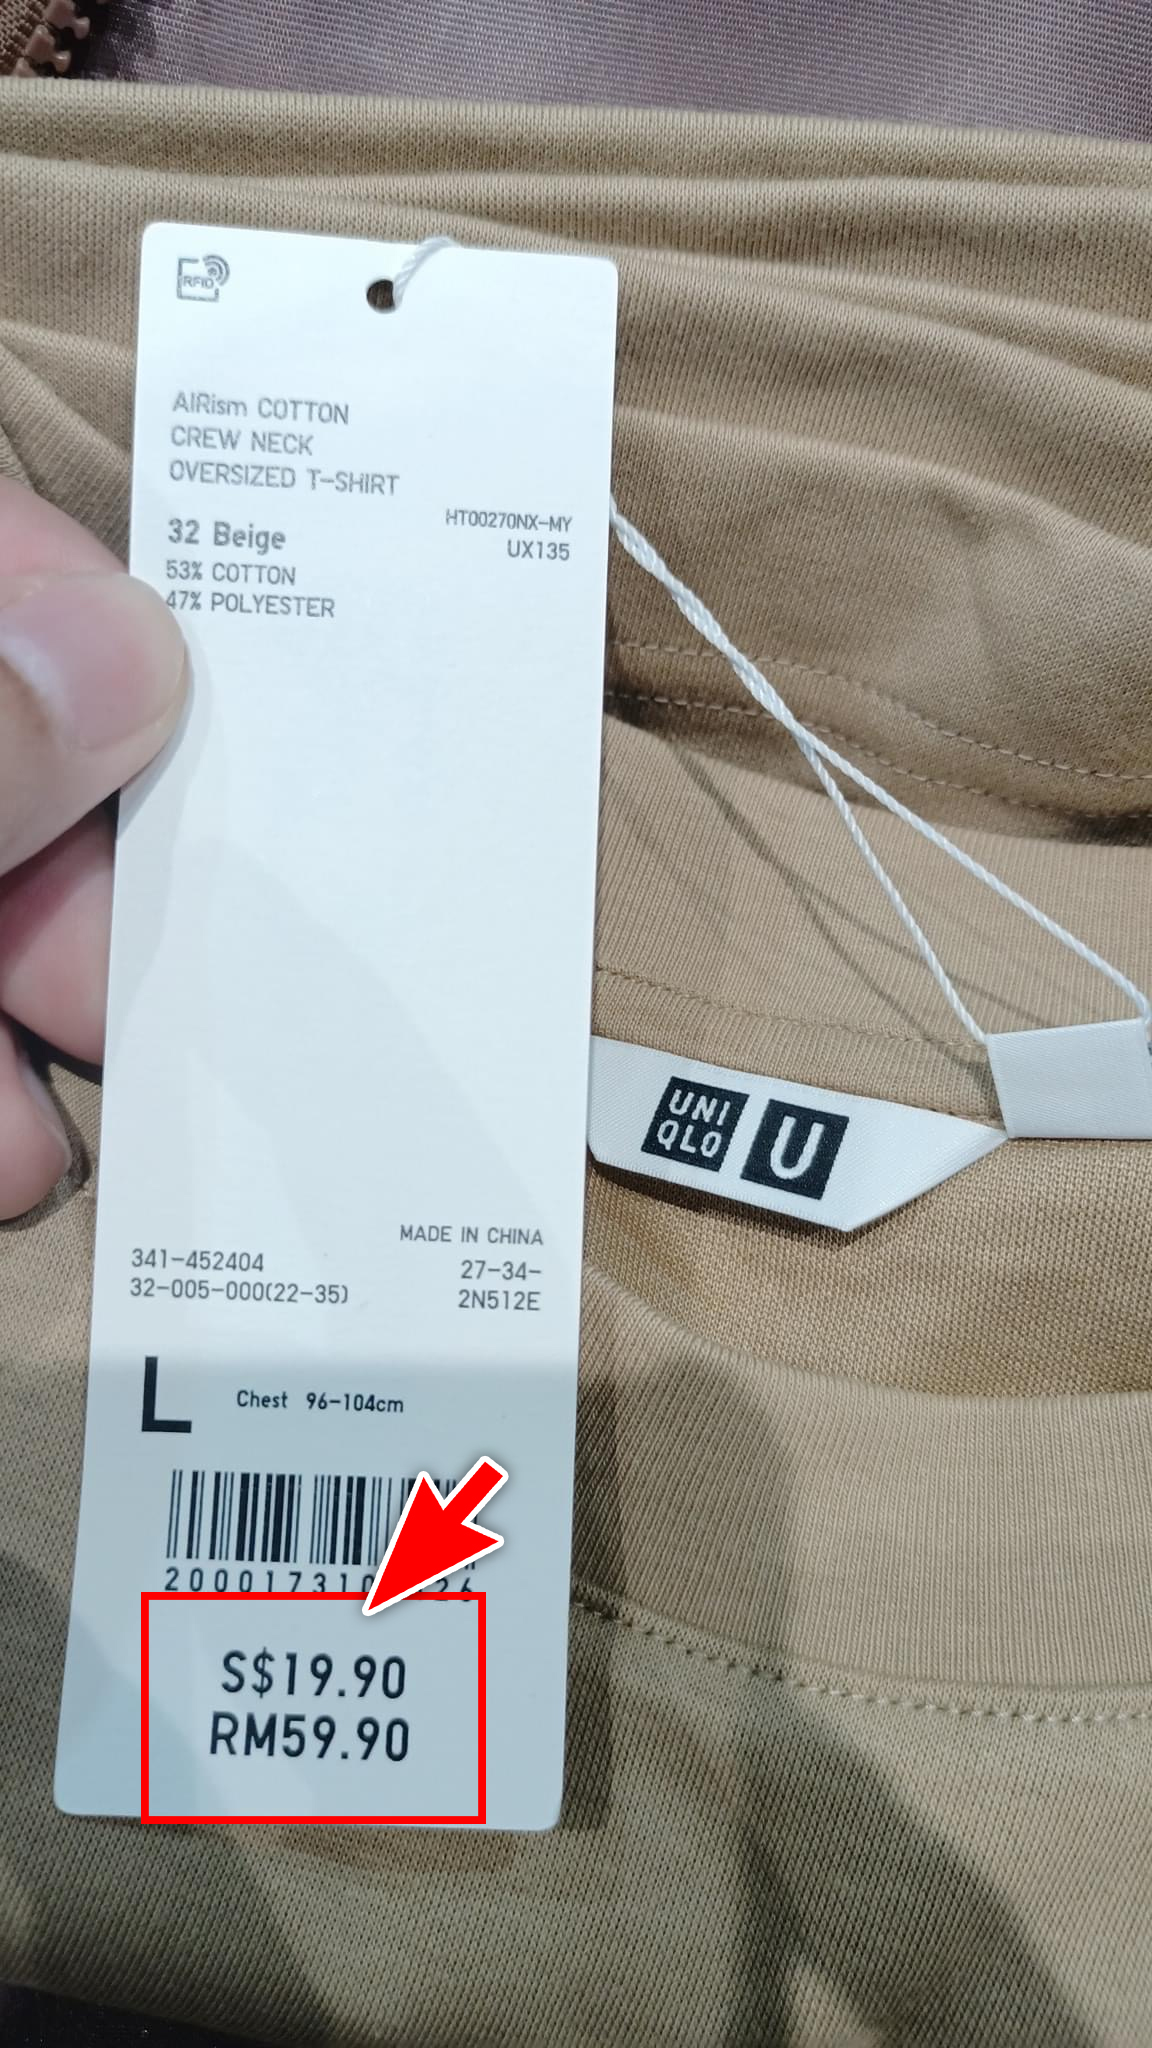 RFID
AIRism COTTON
CREW NECK
OVERSIZED T-SHIRT
HT00270NX-MY
32 Beige
UX135
53% COTTON
47% POLYESTER
UNI
QLO
U
MADE IN CHINA
341-452404
27-34-
32-005-000(22-35)
2N512E
L
Chest 96-104cm
S$19.90
RM59.90